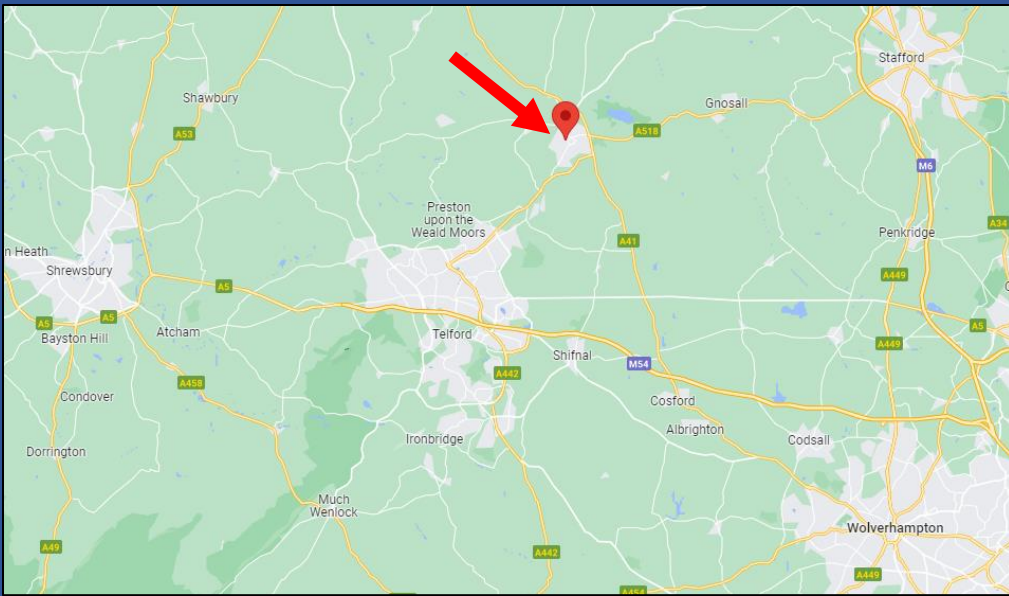 Stafford
Shawbury
Gnosall
A53
A518
M6
Preston
upon the
Weald Moors
A34
n Heath
A41
Penkridge
Shrewsbury
A449
A5
A5
A5
A5
Bayston Hill
Atcham
Telford
A449
Shifnal
M54
A442
A458
Condover
Cosford
Albrighton
Ironbridge
Codsall
Dorrington
Much
Wenlock
Wolverhampton
A49
A442
A449
A454